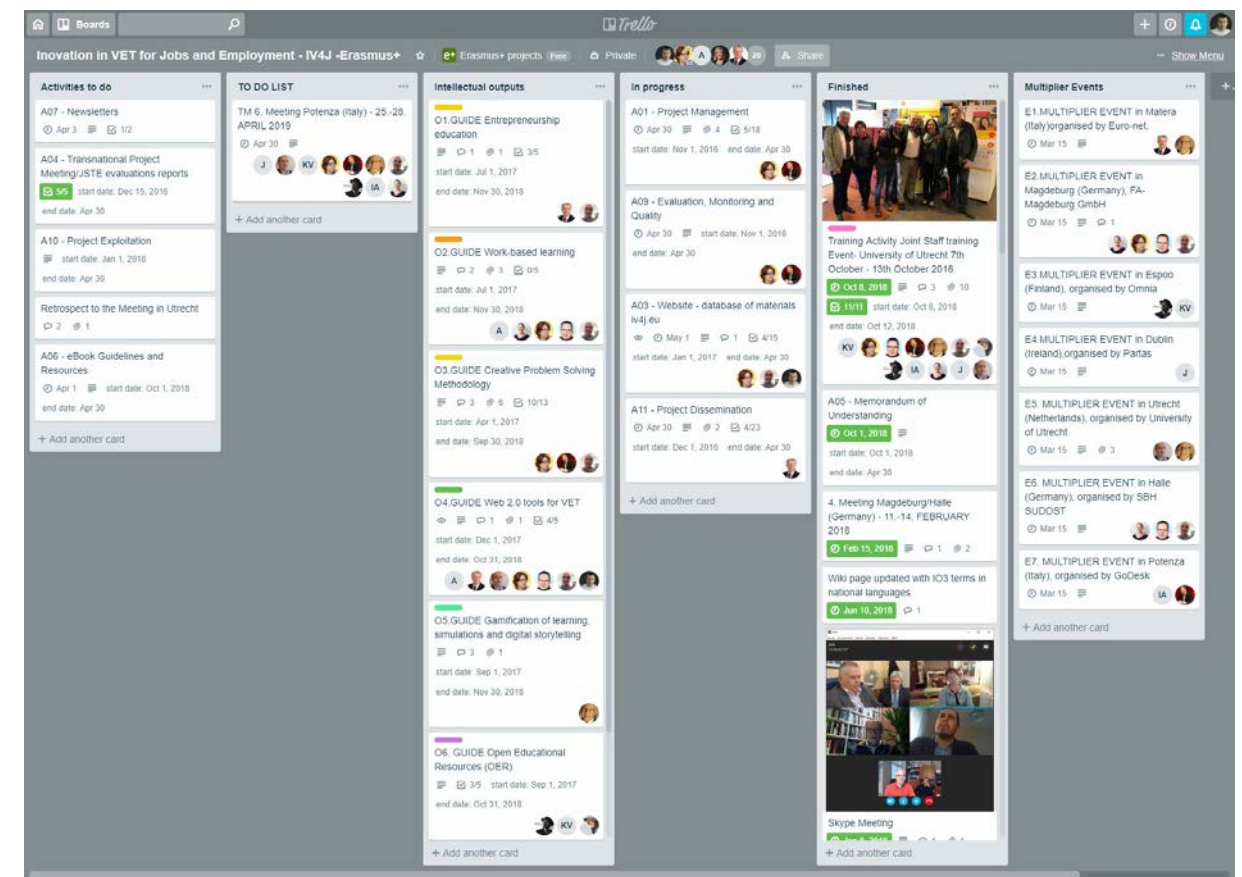 Boards
Trello
Inovation in VET for Jobs and Employment - IV4J -Erasmus+
Erasmus+ projects Free
Private
A
20
Share
Show Menu
Activities to do
A07 - Newsletters
Apr 3 1/2
A04 - Transnational Project
Meeting/JSTE evaluations reports
5/5 start date: Dec 15, 2016
end date: Apr 30
A10 - Project Exploitation
start date: Jan 1, 2018
end date: Apr 30
Retrospect to the Meeting in Utrecht
2 1
A06 - eBook Guidelines and
Resources
Apr 1 start date: Oct 1, 2018
end date: Apr 30
+ Add another card
TO DO LIST
TM 6. Meeting Potenza (Italy) - 25.-28.
APRIL 2019
Apr 30
J KV
IA
+ Add another card
Intellectual outputs
O1.GUIDE Entrepreneurship
education
1 1 3/5
start date: Jul 1, 2017
end date: Nov 30, 2018
O2.GUIDE Work-based learning
2 3 0/5
start date: Jul 1, 2017
end date: Nov 30, 2018
A
O3.GUIDE Creative Problem Solving
Methodology
3 6 10/13
start date: Apr 1, 2017
end date: Sep 30, 2018
O4.GUIDE Web 2.0 tools for VET
1 1 4/5
start date: Dec 1, 2017
end date: Oct 31, 2018
A
O5.GUIDE Gamification of learning,
simulations and digital storytelling
3 1
start date: Sep 1, 2017
end date: Nov 30, 2018
O6. GUIDE Open Educational
Resources (OER)
3/5 start date: Sep 1, 2017
end date: Oct 31, 2018
KV
+ Add another card
In progress
A01 - Project Management
Apr 30 4 5/18
start date: Nov 1, 2016 end date: Apr 30
A09 - Evaluation, Monitoring and
Quality
Apr 30 start date: Nov 1, 2016
end date: Apr 30
A03 - Website - database of materials
iv4j.eu
May 1 1 4/15
start date: Jan 1, 2017 end date: Apr 30
A11 - Project Dissemination
Apr 30 2 4/23
start date: Dec 1, 2016 end date: Apr 30
+ Add another card
Finished
Training Activity Joint Staff training
Event- University of Utrecht 7th
October - 13th October 2018
Oct 8, 2018 3 10
11/11 start date: Oct 8, 2018
end date: Oct 12, 2018
KV
IA J
A05 - Memorandum of
Understanding
Oct 1, 2018
start date: Oct 1, 2018
end date: Apr 30
4. Meeting Magdeburg/Halle
(Germany) - 11.-14. FEBRUARY
2018
Feb 15, 2018 1 2
Wiki page updated with IO3 terms in
national languages
Jun 10, 2018 1
Skype Meeting
+ Add another card
Multiplier Events
E1.MULTIPLIER EVENT in Matera
(Italy)organised by Euro-net.
Mar 15
E2.MULTIPLIER EVENT in
Magdeburg (Germany), FA-
Magdeburg GmbH
Mar 15 1
E3.MULTIPLIER EVENT in Espoo
(Finland), organised by Omnia
Mar 15
KV
E4.MULTIPLIER EVENT in Dublin
(Ireland),organised by Partas
Mar 15
J
E5. MULTIPLIER EVENT in Utrecht
(Netherlands), organised by University
of Utrecht
Mar 15 3
E6. MULTIPLIER EVENT in Halle
(Germany), organised by SBH
SUDOST
Mar 15
E7. MULTIPLIER EVENT in Potenza
(Italy), organised by GoDesk
Mar 15
IA
+ Add another card